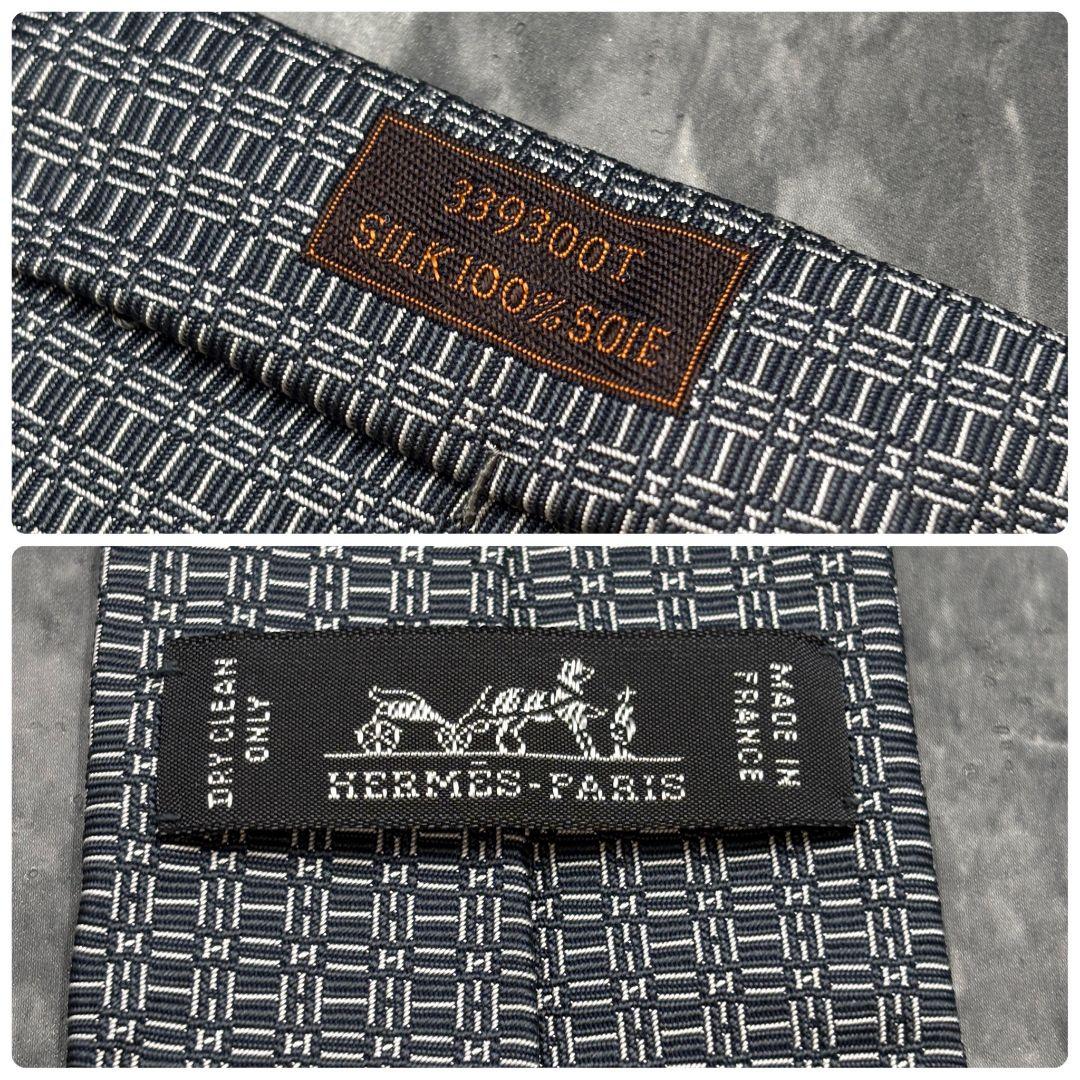 339300T
SILK 100% SOIE
DRY CLEAN
ONLY
HERMÈS-PARIS
MADE IN
FRANCE